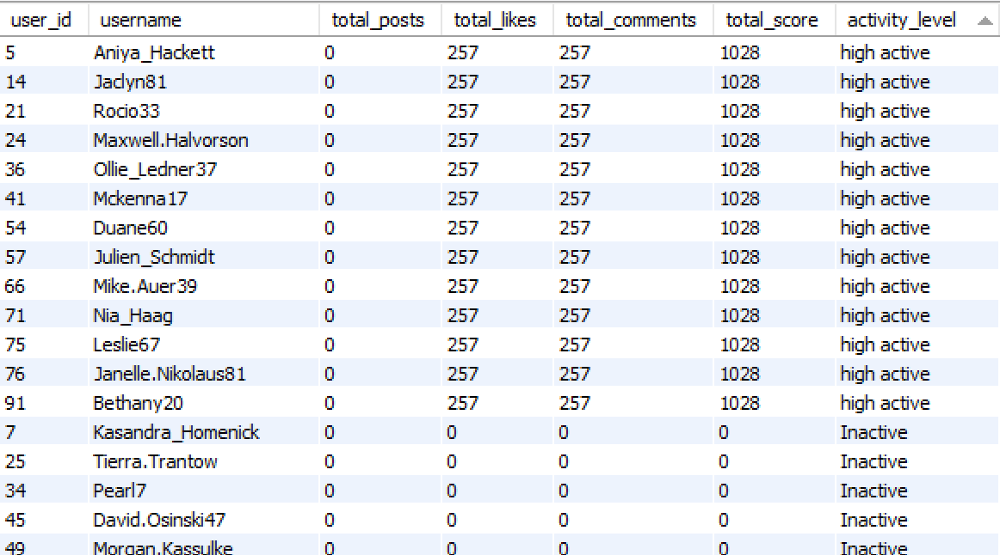 user_id username total_posts total_likes total_comments total_score activity_level
5 Aniya_Hackett 0 257 257 1028 high active
14 Jaclyn81 0 257 257 1028 high active
21 Rocio33 0 257 257 1028 high active
24 Maxwell.Halvorson 0 257 257 1028 high active
36 Ollie_Ledner37 0 257 257 1028 high active
41 Mckenna17 0 257 257 1028 high active
54 Duane60 0 257 257 1028 high active
57 Julien_Schmidt 0 257 257 1028 high active
66 Mike.Auer39 0 257 257 1028 high active
71 Nia_Haag 0 257 257 1028 high active
75 Leslie67 0 257 257 1028 high active
76 Janelle.Nikolaus81 0 257 257 1028 high active
91 Bethany20 0 257 257 1028 high active
7 Kasandra_Homenick 0 0 0 0 Inactive
25 Tierra.Trantow 0 0 0 0 Inactive
34 Pearl7 0 0 0 0 Inactive
45 David.Osinski47 0 0 0 0 Inactive
49 Morgan.Kassulke 0 0 0 0 Inactive